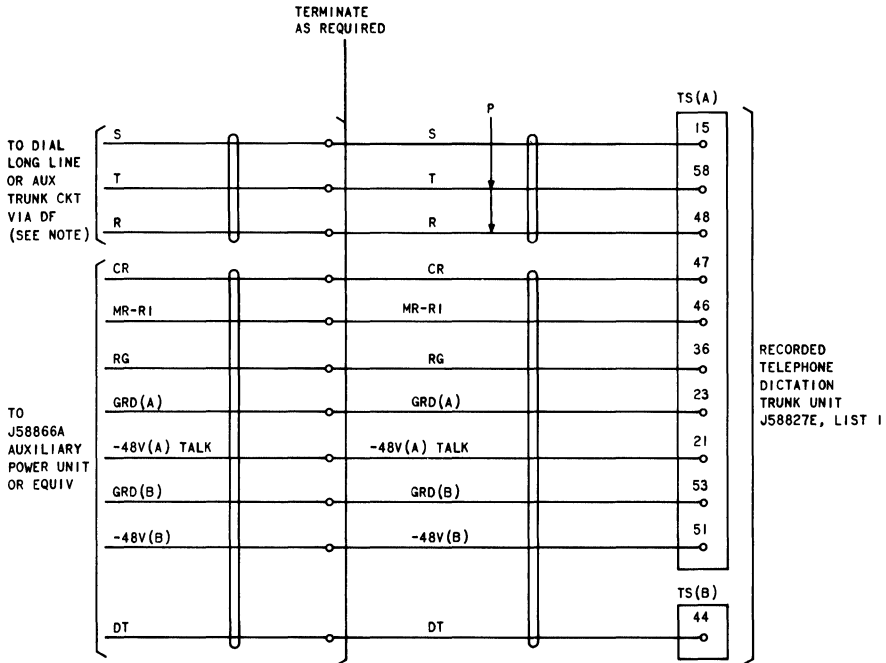 TERMINATE
AS REQUIRED
P
TS(A)
TO DIAL
LONG LINE
OR AUX
TRUNK CKT
VIA DF
(SEE NOTE)
S S 15
T T 58
R R 48
CR CR 47
MR-RI MR-RI 46
RG RG 36
GRD(A) GRD(A) 23
-48V(A) TALK -48V(A) TALK 21
GRD(B) GRD(B) 53
-48V(B) -48V(B) 51
TO
J58866A
AUXILIARY
POWER UNIT
OR EQUIV
RECORDED
TELEPHONE
DICTATION
TRUNK UNIT
J58827E, LIST 1
TS(B)
DT DT 44